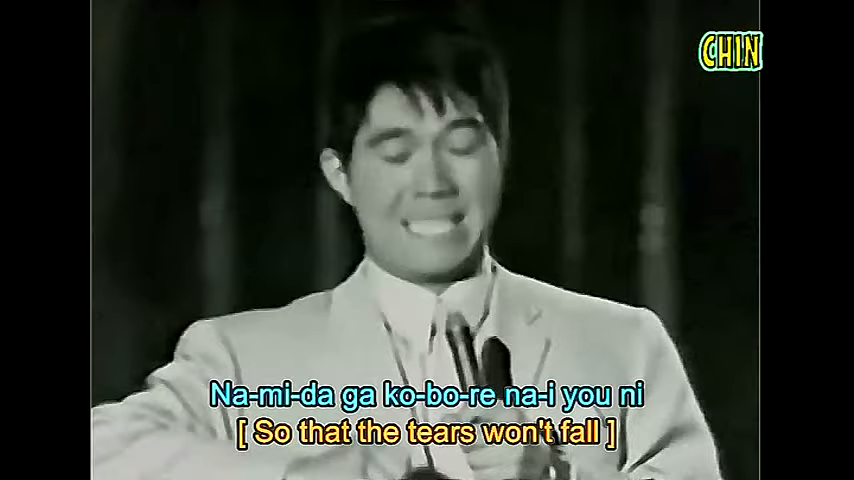 CHIN
Na-mi-da ga ko-bo-re na-i you ni
[ So that the tears won't fall ]